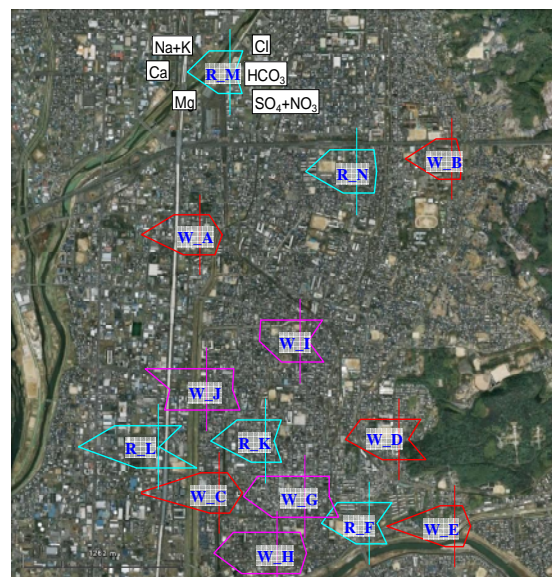 Na+K
Cl
Ca
R_M
HCO₃
Mg
SO₄+NO₃
R_N
W_B
W_A
W_I
W_J
R_L
R_K
W_D
W_C
W_G
R_F
W_E
W_H